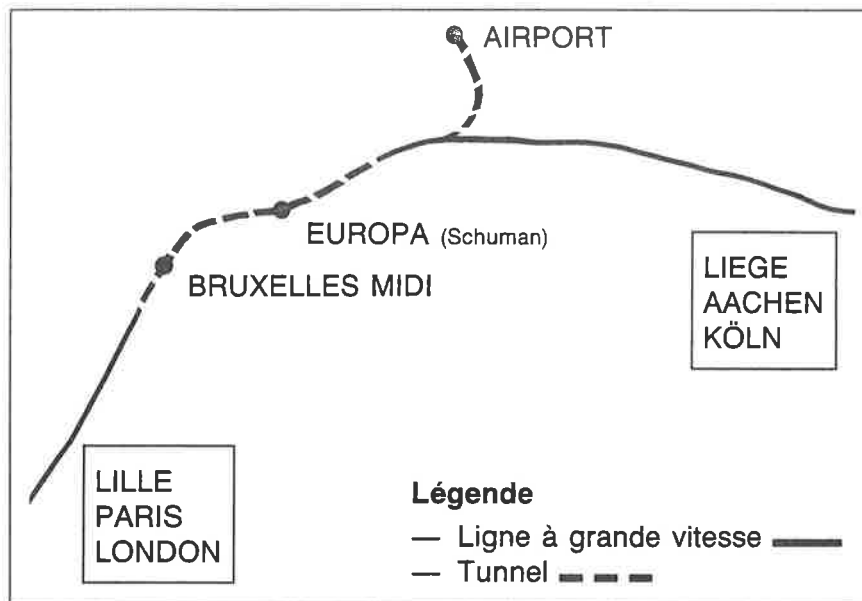 AIRPORT
EUROPA (Schuman)
BRUXELLES MIDI
LIEGE
AACHEN
KÖLN
LILLE
PARIS
LONDON
Légende
— Ligne à grande vitesse
— Tunnel